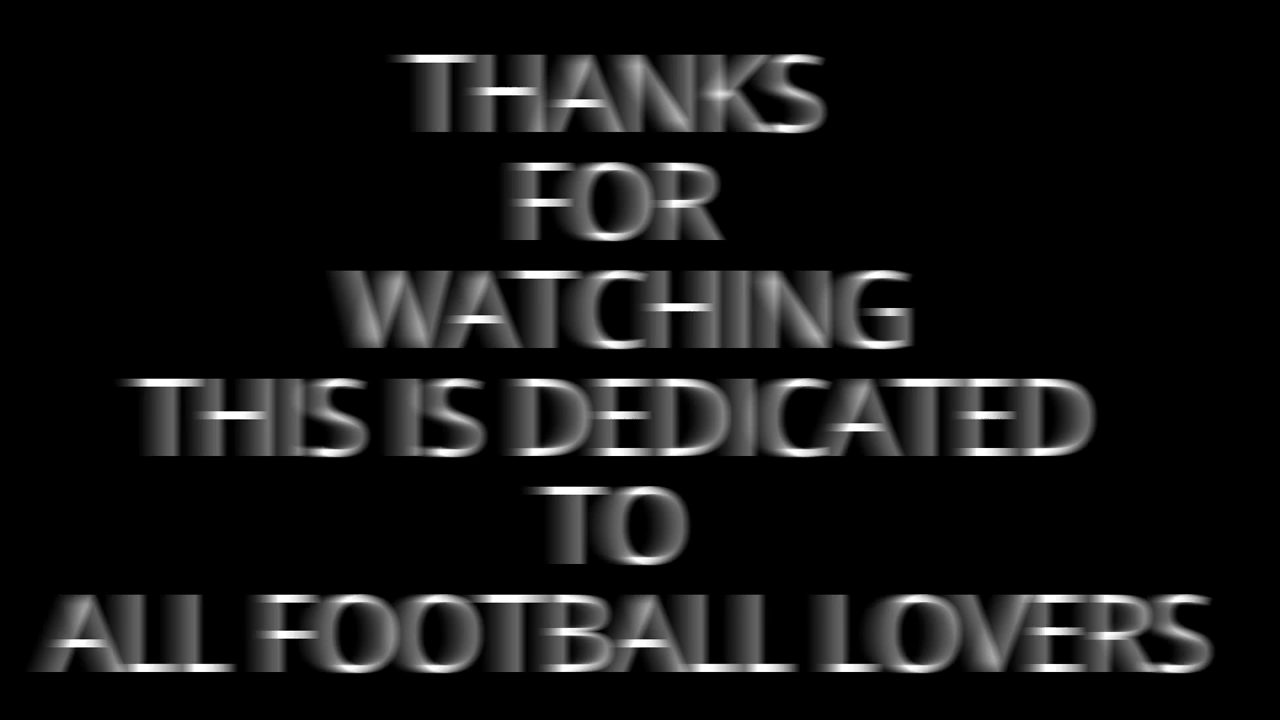 THANKS
FOR
WATCHING
THIS IS DEDICATED
TO
ALL FOOTBALL LOVERS